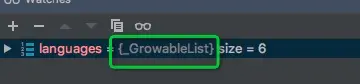 Watches
languages = {_GrowableList} size = 6